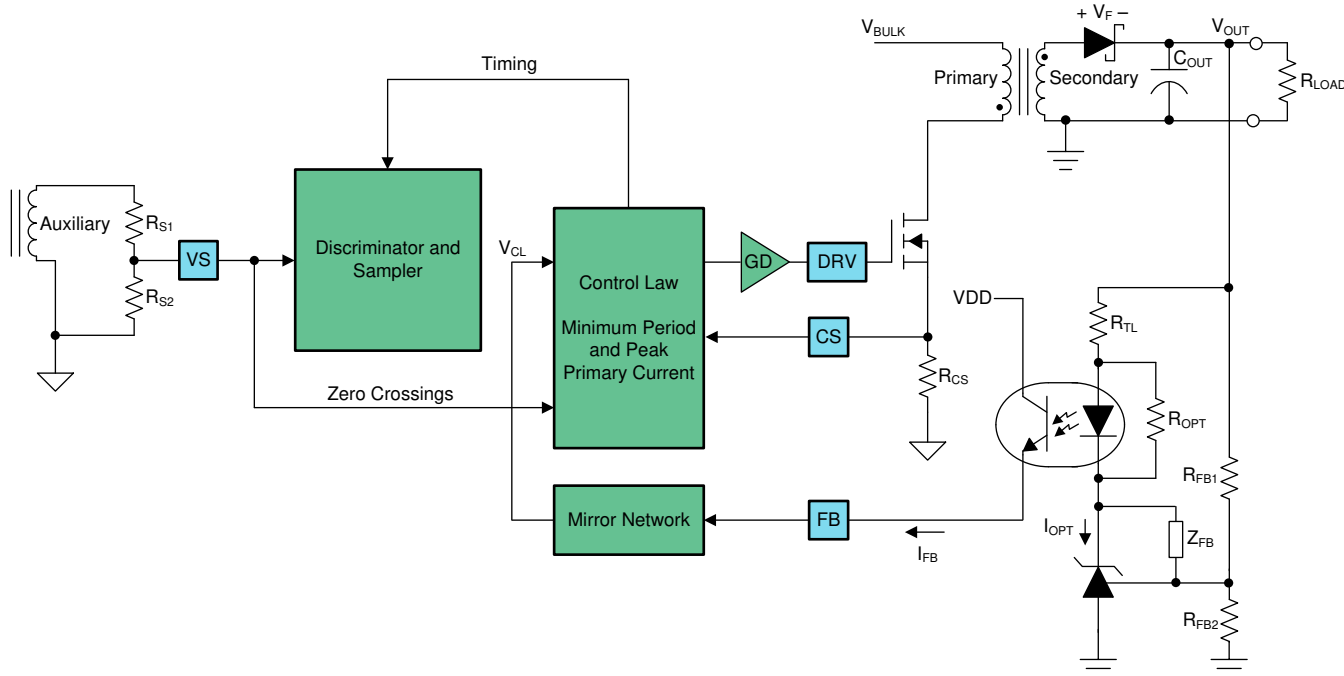 + VF –
VBULK
VOUT
Timing
Primary
Secondary
COUT
RLOAD
Auxiliary
RS1
VS
RS2
Discriminator and
Sampler
VCL
Control Law
Minimum Period
and Peak
Primary Current
GD
DRV
VDD
CS
RCS
RTL
ROPT
Zero Crossings
RFB1
Mirror Network
FB
IFB
IOPT
ZFB
RFB2